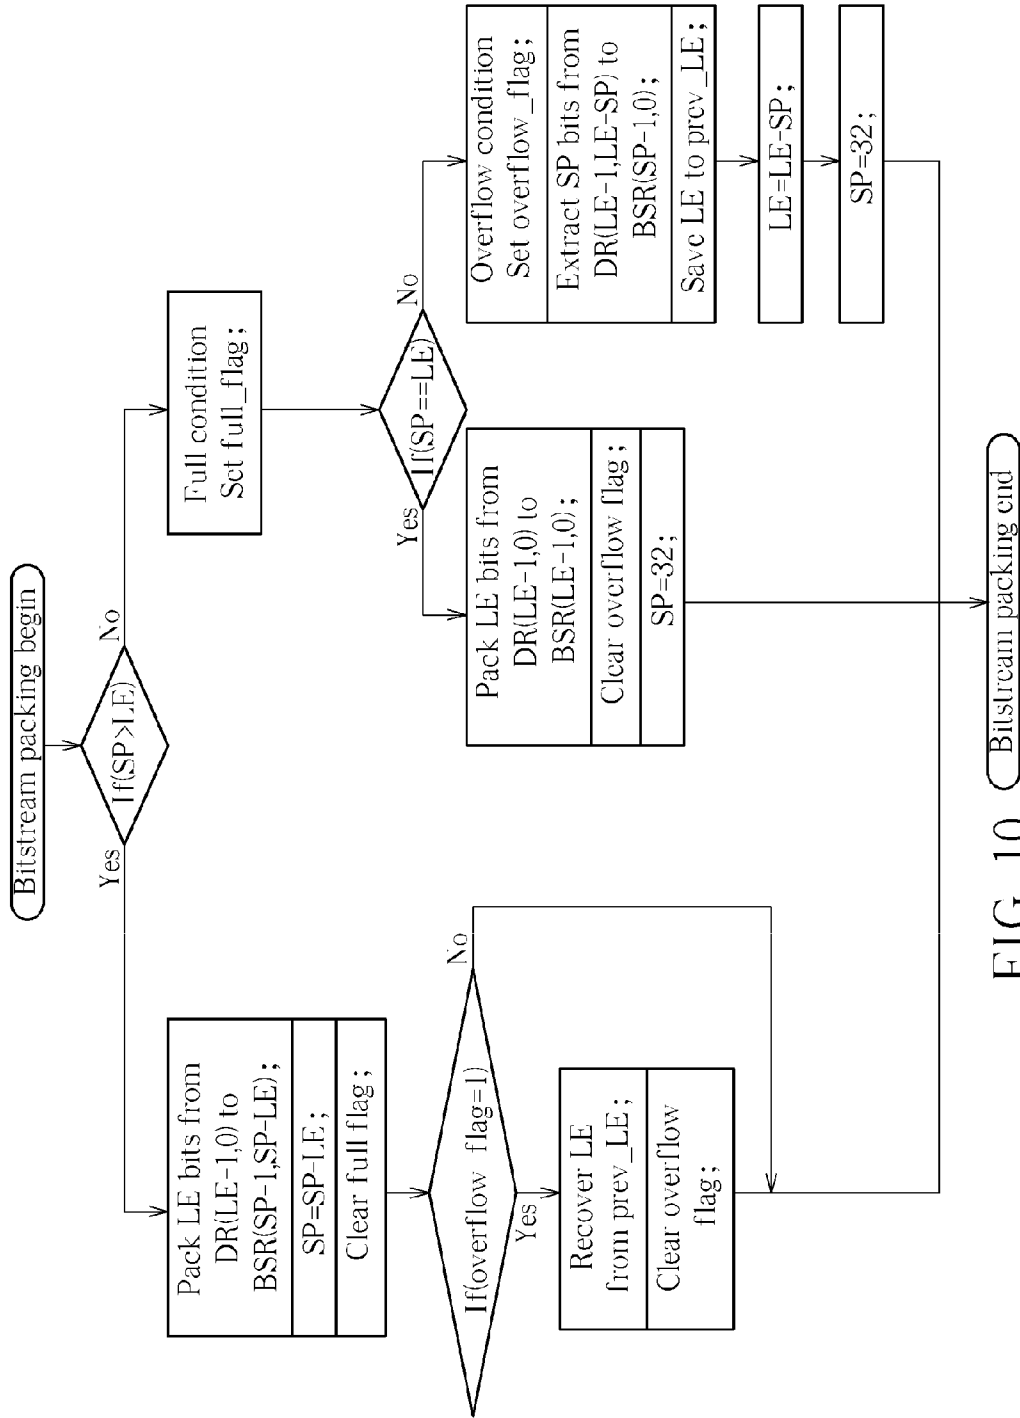 Bitstream packing begin
If(SP>LE)
Yes
No
Pack LE bits from
DR(LE-1,0) to
BSR(SP-1,SP-LE);
SP=SP-LE;
Clear full flag;
If(overflow flag=1)
No
Yes
Recover LE
from prev_LE;
Clear overflow
flag;
Full condition
Set full_flag;
If(SP==LE)
Yes
No
Pack LE bits from
DR(LE-1,0) to
BSR(LE-1,0);
Clear overflow flag;
SP=32;
Overflow condition
Set overflow_flag;
Extract SP bits from
DR(LE-1,LE-SP) to
BSR(SP-1,0);
Save LE to prev_LE;
LE=LE-SP;
SP=32;
Bitstream packing end
FIG. 10